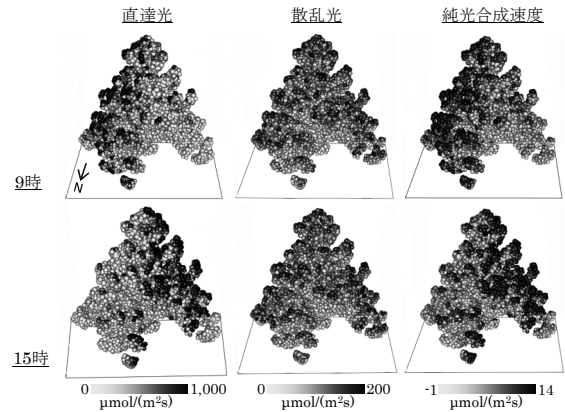 直達光 散乱光 純光合成速度
N
9時
15時
0 1,000 0 200 -1 14
μmol/(m²s) μmol/(m²s) μmol/(m²s)